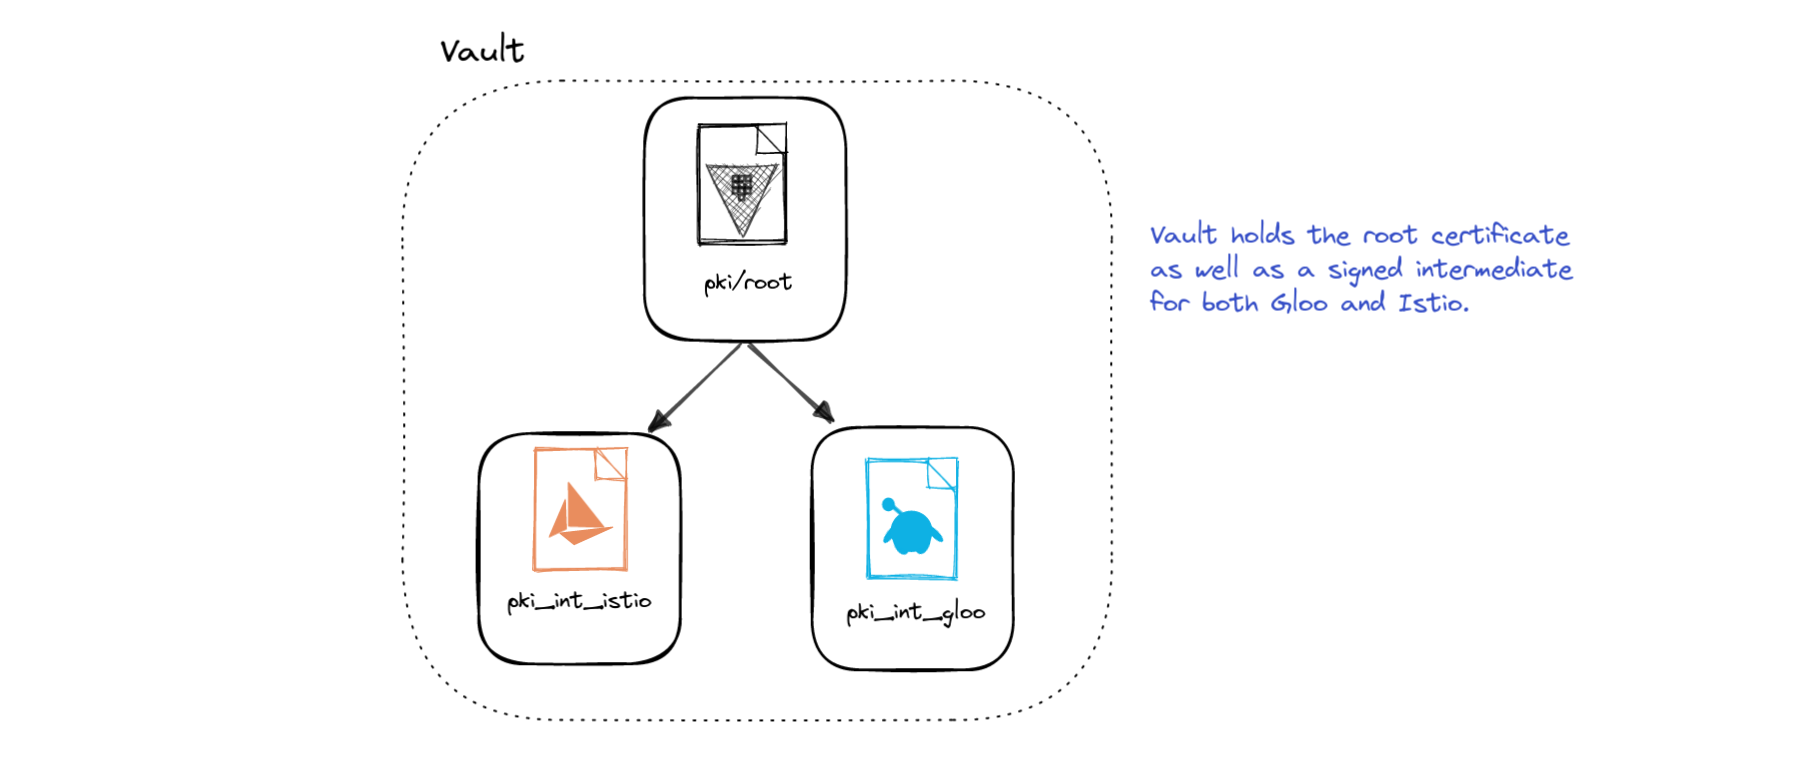 Vault
pki/root
Vault holds the root certificate
as well as a signed intermediate
for both Gloo and Istio.
pki_int_istio
pki_int_gloo